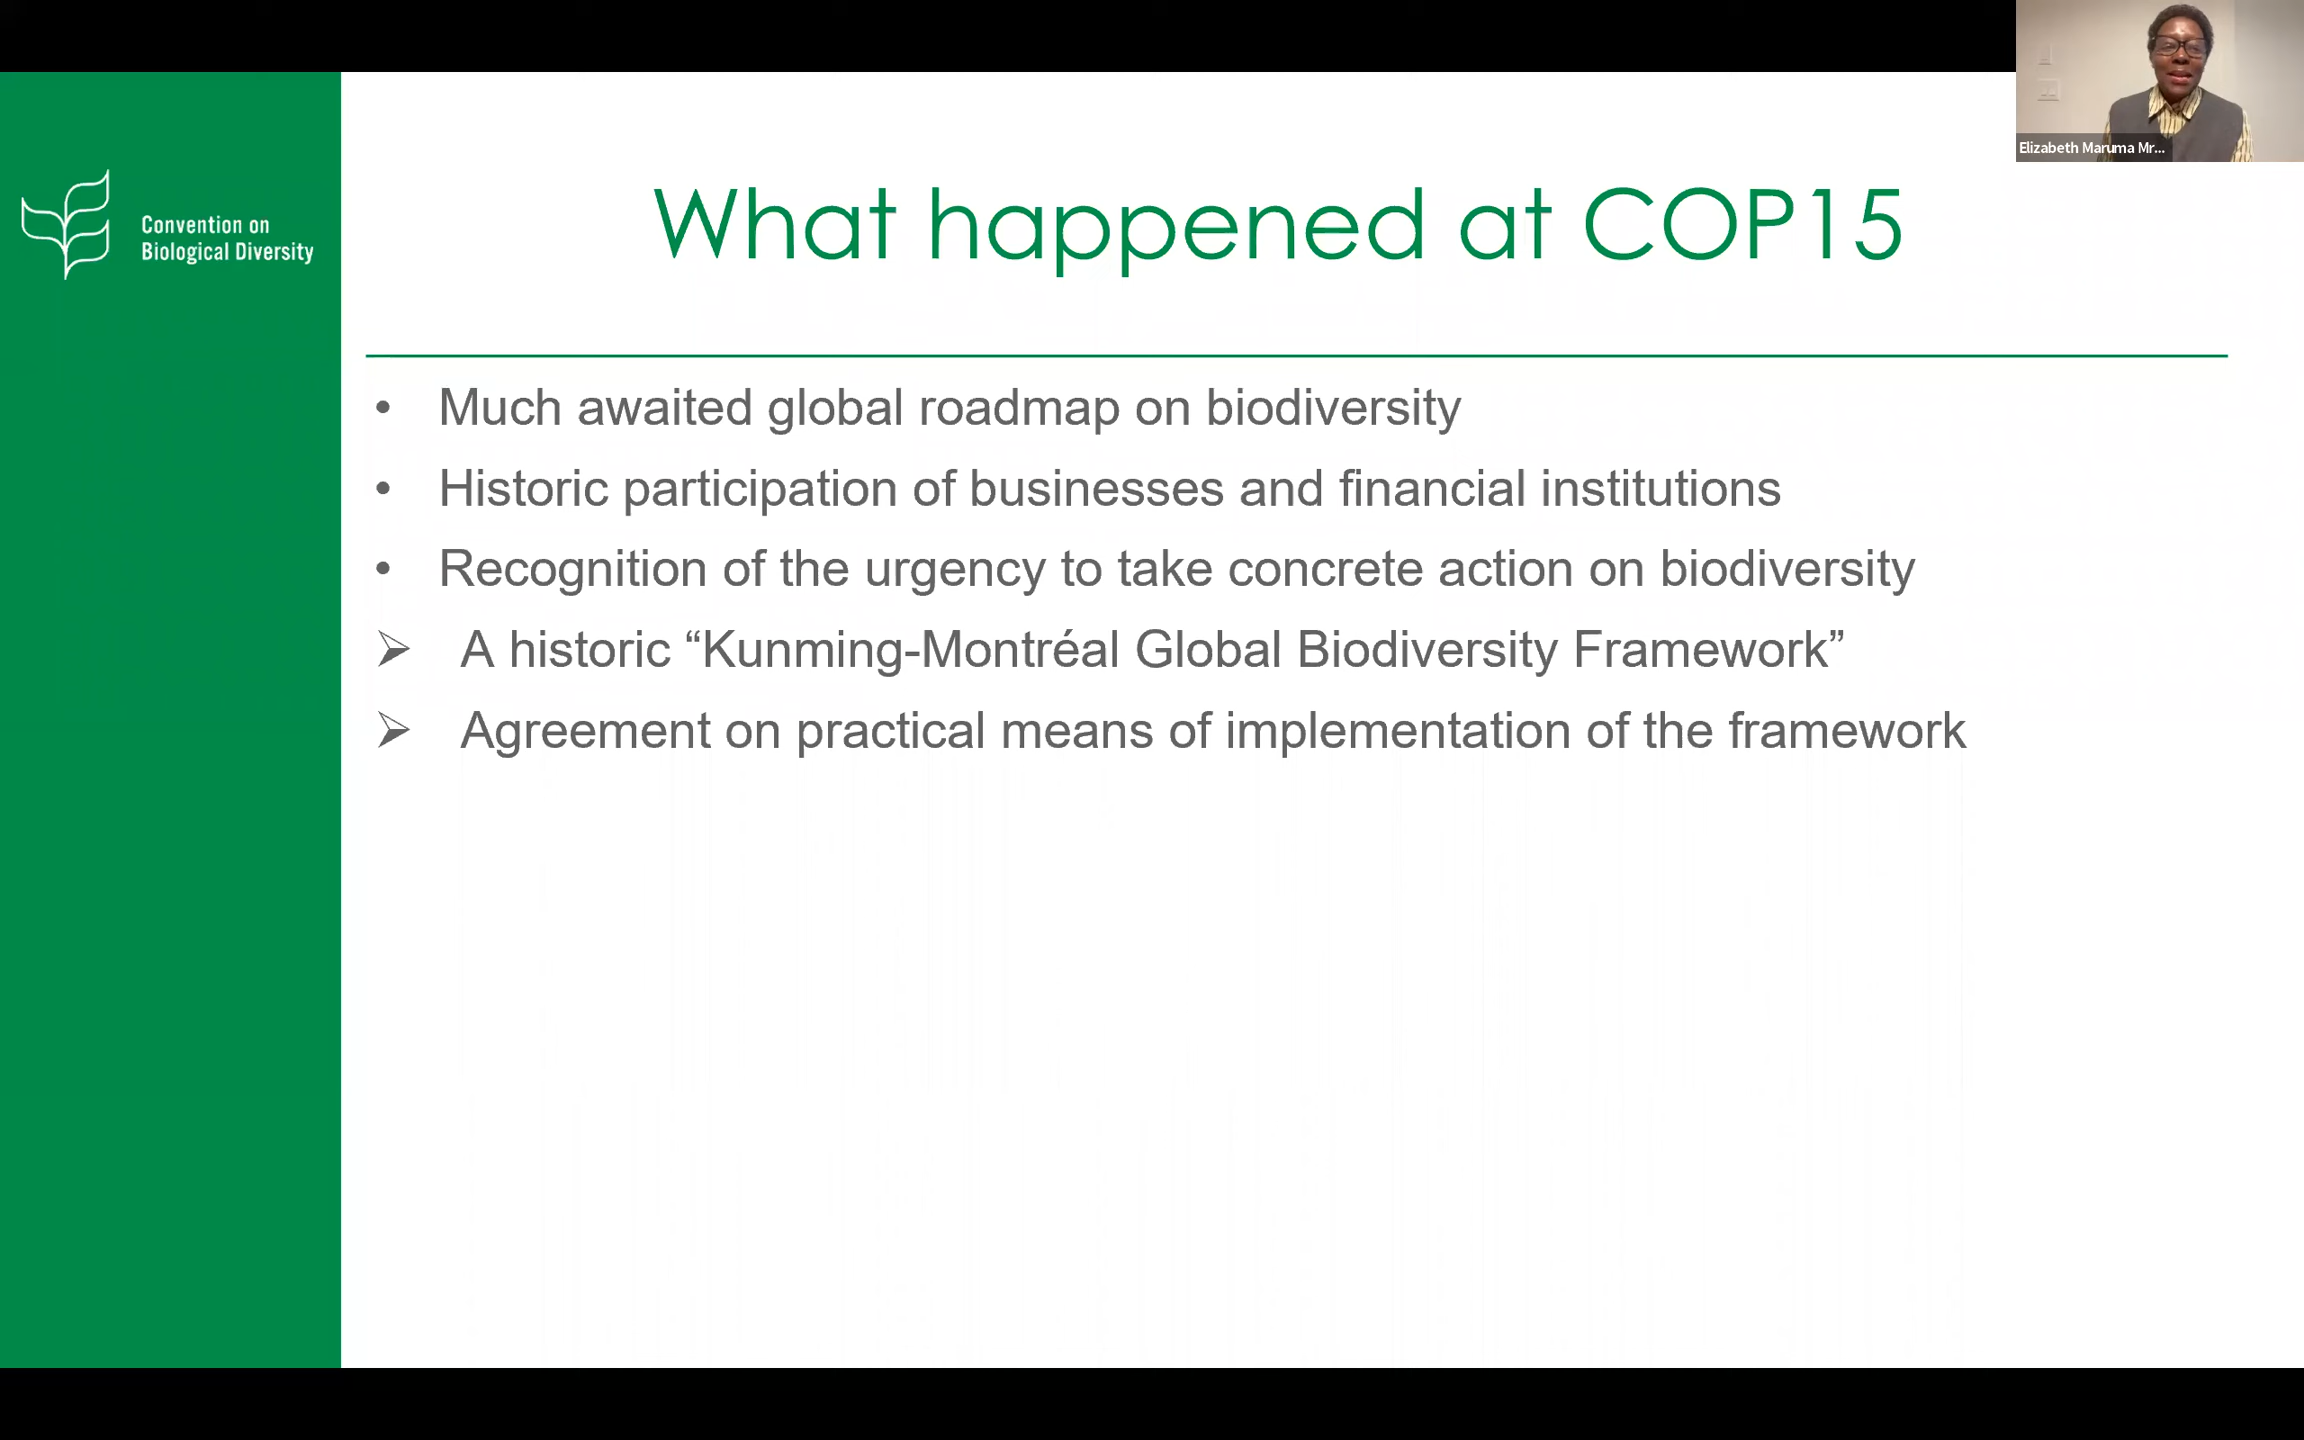 Elizabeth Maruma Mr...
Convention on
Biological Diversity
What happened at COP15
• Much awaited global roadmap on biodiversity
• Historic participation of businesses and financial institutions
• Recognition of the urgency to take concrete action on biodiversity
➢ A historic “Kunming-Montréal Global Biodiversity Framework”
➢ Agreement on practical means of implementation of the framework